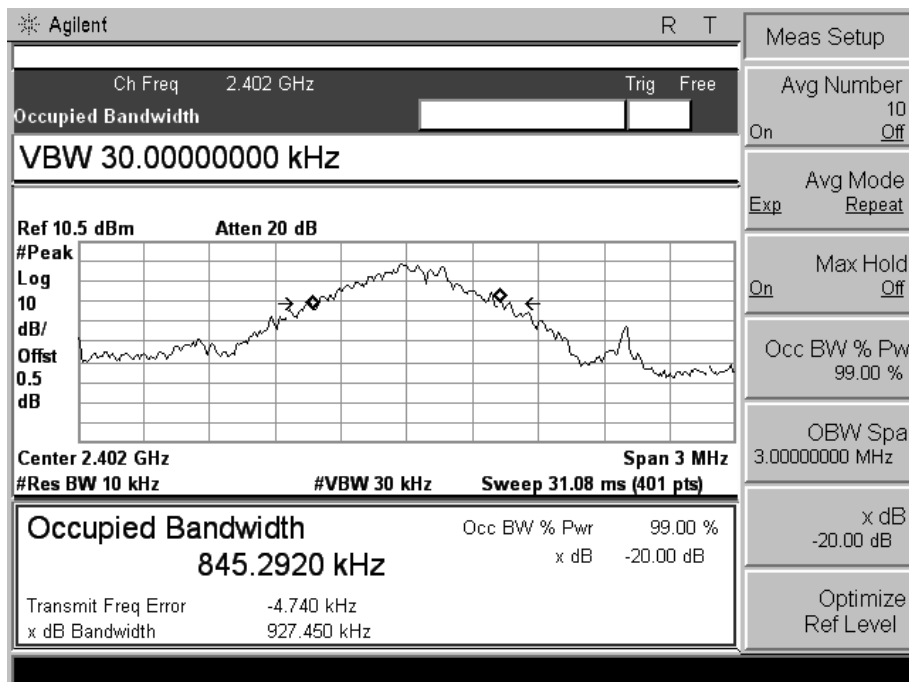 Agilent R T
Ch Freq 2.402 GHz Trig Free
Occupied Bandwidth
VBW 30.00000000 kHz
Ref 10.5 dBm Atten 20 dB
#Peak
Log
10
dB/
Offst
0.5
dB
Center 2.402 GHz Span 3 MHz
#Res BW 10 kHz #VBW 30 kHz Sweep 31.08 ms (401 pts)
Occupied Bandwidth
845.2920 kHz
Occ BW % Pwr 99.00 %
x dB -20.00 dB
Transmit Freq Error -4.740 kHz
x dB Bandwidth 927.450 kHz
Meas Setup
Avg Number
10
On Off
Avg Mode
Exp Repeat
Max Hold
On Off
Occ BW % Pw
99.00 %
OBW Spa
3.00000000 MHz
x dB
-20.00 dB
Optimize
Ref Level